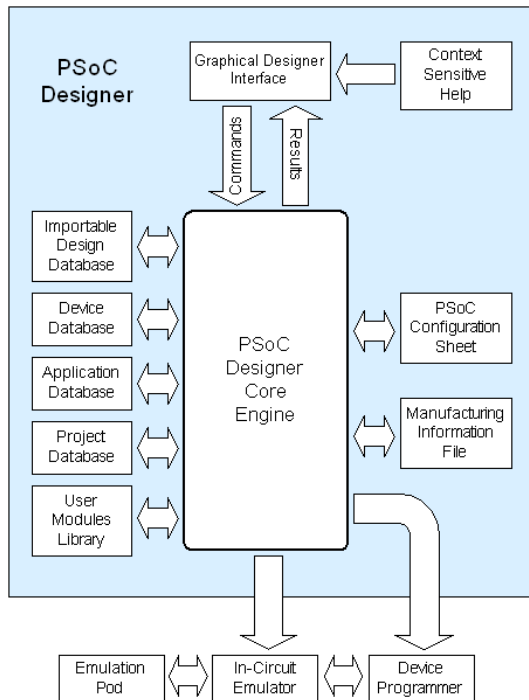 PSoC
Designer
Graphical Designer
Interface
Context
Sensitive
Help
Commands
Results
Importable
Design
Database
Device
Database
Application
Database
Project
Database
User
Modules
Library
PSoC
Designer
Core
Engine
PSoC
Configuration
Sheet
Manufacturing
Information
File
Emulation
Pod
In-Circuit
Emulator
Device
Programmer